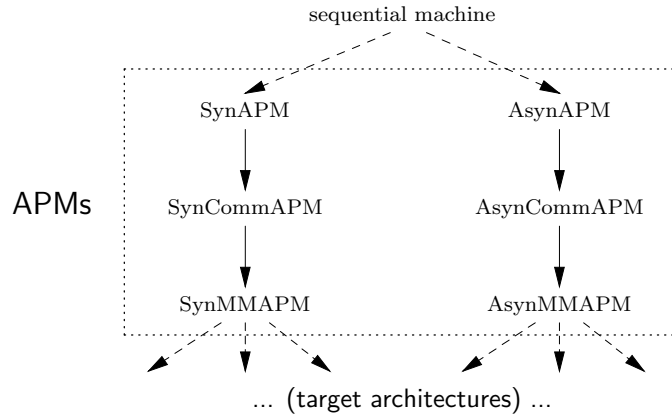 sequential machine
SynAPM AsynAPM
APMs SynCommAPM AsynCommAPM
SynMMAPM AsynMMAPM
... (target architectures) ...